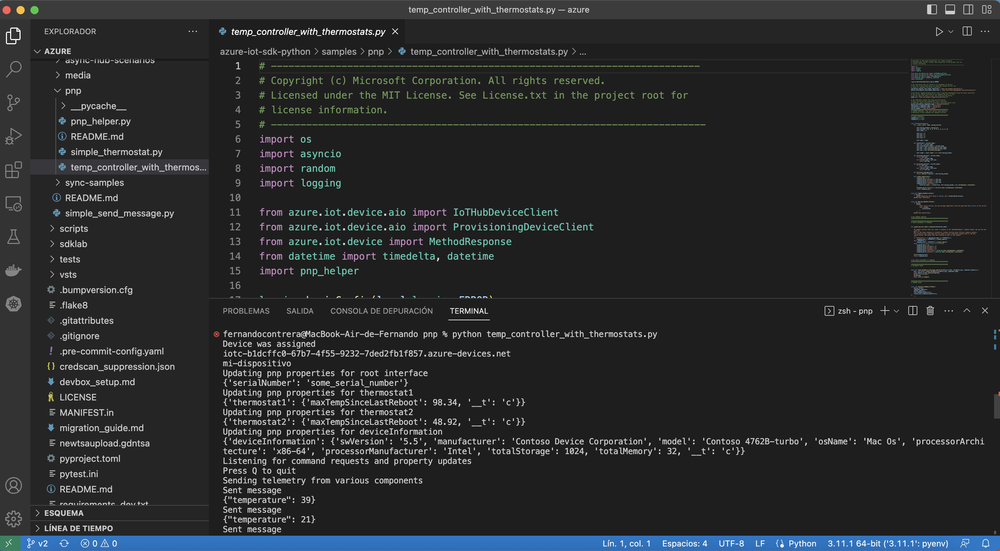 temp_controller_with_thermostats.py — azure
EXPLORADOR
AZURE
async-hub-scenarios
media
pnp
__pycache__
pnp_helper.py
README.md
simple_thermostat.py
temp_controller_with_thermos...
sync-samples
README.md
simple_send_message.py
scripts
sdklab
tests
vsts
.bumpversion.cfg
.flake8
.gitattributes
.gitignore
.pre-commit-config.yaml
credscan_suppression.json
devbox_setup.md
LICENSE
MANIFEST.in
migration_guide.md
newtsaupload.gdntsa
pyproject.toml
pytest.ini
README.md
requirements_dev.txt
ESQUEMA
LÍNEA DE TIEMPO
temp_controller_with_thermostats.py
azure-iot-sdk-python > samples > pnp > temp_controller_with_thermostats.py > ...
1 # -------------------------------------------------------------------------
2 # Copyright (c) Microsoft Corporation. All rights reserved.
3 # Licensed under the MIT License. See License.txt in the project root for
4 # license information.
5 # --------------------------------------------------------------------------
6 import os
7 import asyncio
8 import random
9 import logging
10
11 from azure.iot.device.aio import IoTHubDeviceClient
12 from azure.iot.device.aio import ProvisioningDeviceClient
13 from azure.iot.device import MethodResponse
14 from datetime import timedelta, datetime
15 import pnp_helper
16
PROBLEMAS SALIDA CONSOLA DE DEPURACIÓN TERMINAL zsh - pnp
fernandocontrera@MacBook-Air-de-Fernando pnp % python temp_controller_with_thermostats.py
Device was assigned
iotc-b1dcffc0-67b7-4f55-9232-7ded2fb1f857.azure-devices.net
mi-dispositivo
Updating pnp properties for root interface
{'serialNumber': 'some_serial_number'}
Updating pnp properties for thermostat1
{'thermostat1': {'maxTempSinceLastReboot': 98.34, '__t': 'c'}}
Updating pnp properties for thermostat2
{'thermostat2': {'maxTempSinceLastReboot': 48.92, '__t': 'c'}}
Updating pnp properties for deviceInformation
{'deviceInformation': {'swVersion': '5.5', 'manufacturer': 'Contoso Device Corporation', 'model': 'Contoso 4762B-turbo', 'osName': 'Mac Os', 'processorArchi
tecture': 'x86-64', 'processorManufacturer': 'Intel', 'totalStorage': 1024, 'totalMemory': 32, '__t': 'c'}}
Listening for command requests and property updates
Press Q to quit
Sending telemetry from various components
Sent message
{"temperature": 39}
Sent message
{"temperature": 21}
Sent message
v2 0 0 Lín. 1, col. 1 Espacios: 4 UTF-8 LF Python 3.11.1 64-bit ('3.11.1': pyenv)